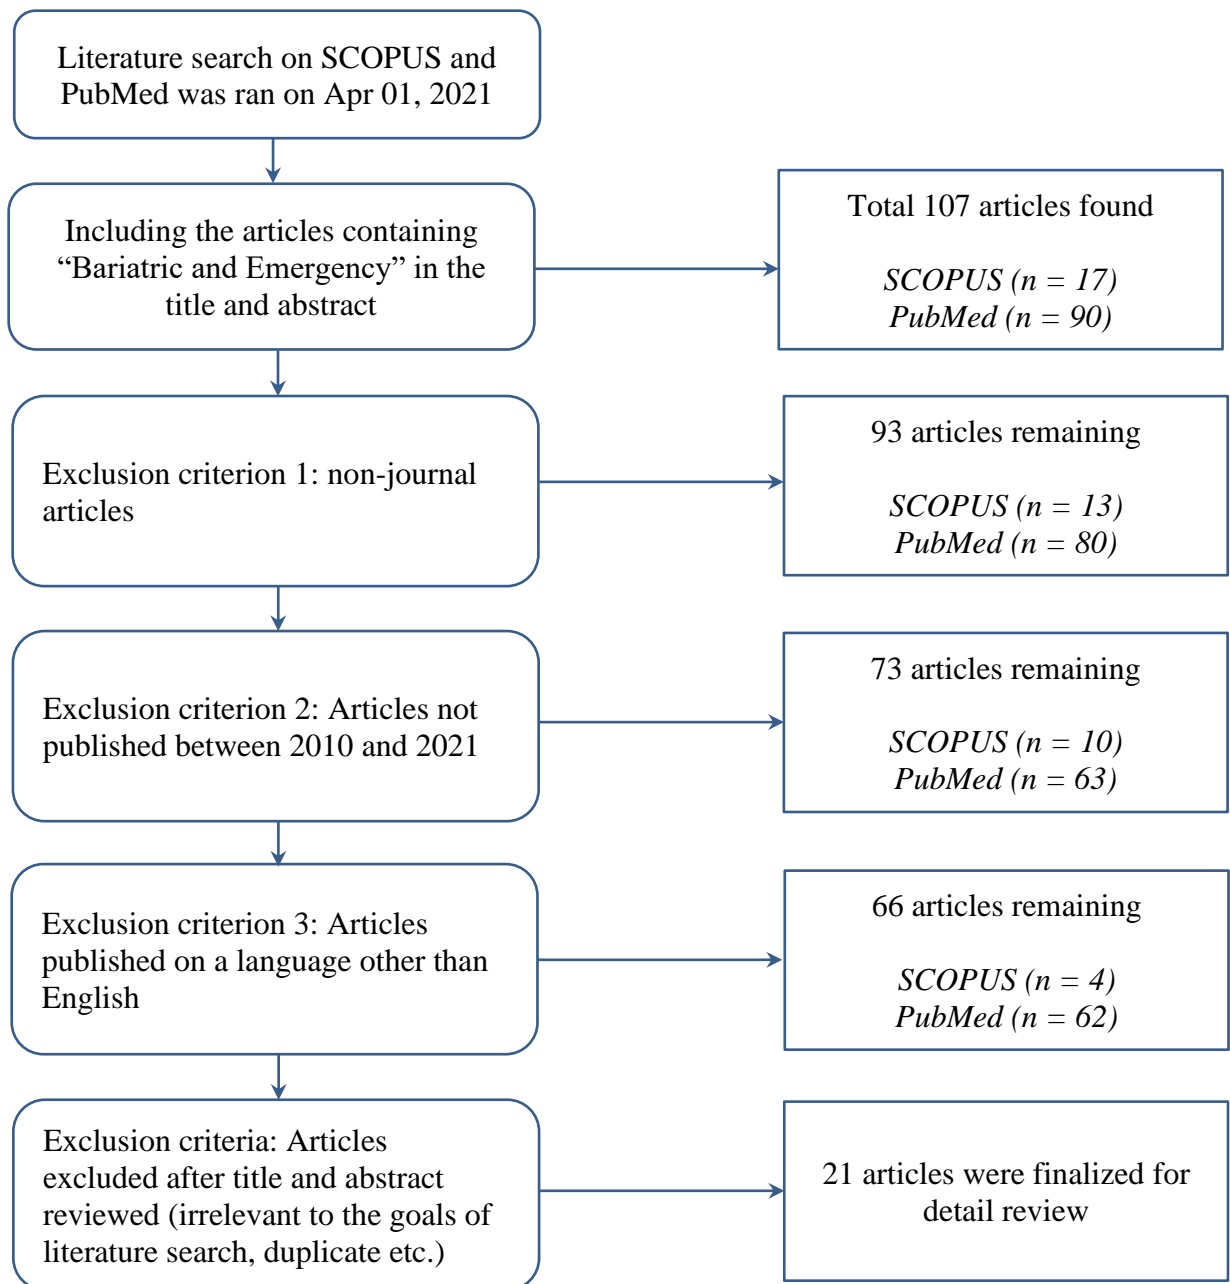 Literature search on SCOPUS and
PubMed was ran on Apr 01, 2021
Including the articles containing
“Bariatric and Emergency” in the
title and abstract
Total 107 articles found
SCOPUS (n = 17)
PubMed (n = 90)
Exclusion criterion 1: non-journal
articles
93 articles remaining
SCOPUS (n = 13)
PubMed (n = 80)
Exclusion criterion 2: Articles not
published between 2010 and 2021
73 articles remaining
SCOPUS (n = 10)
PubMed (n = 63)
Exclusion criterion 3: Articles
published on a language other than
English
66 articles remaining
SCOPUS (n = 4)
PubMed (n = 62)
Exclusion criteria: Articles
excluded after title and abstract
reviewed (irrelevant to the goals of
literature search, duplicate etc.)
21 articles were finalized for
detail review